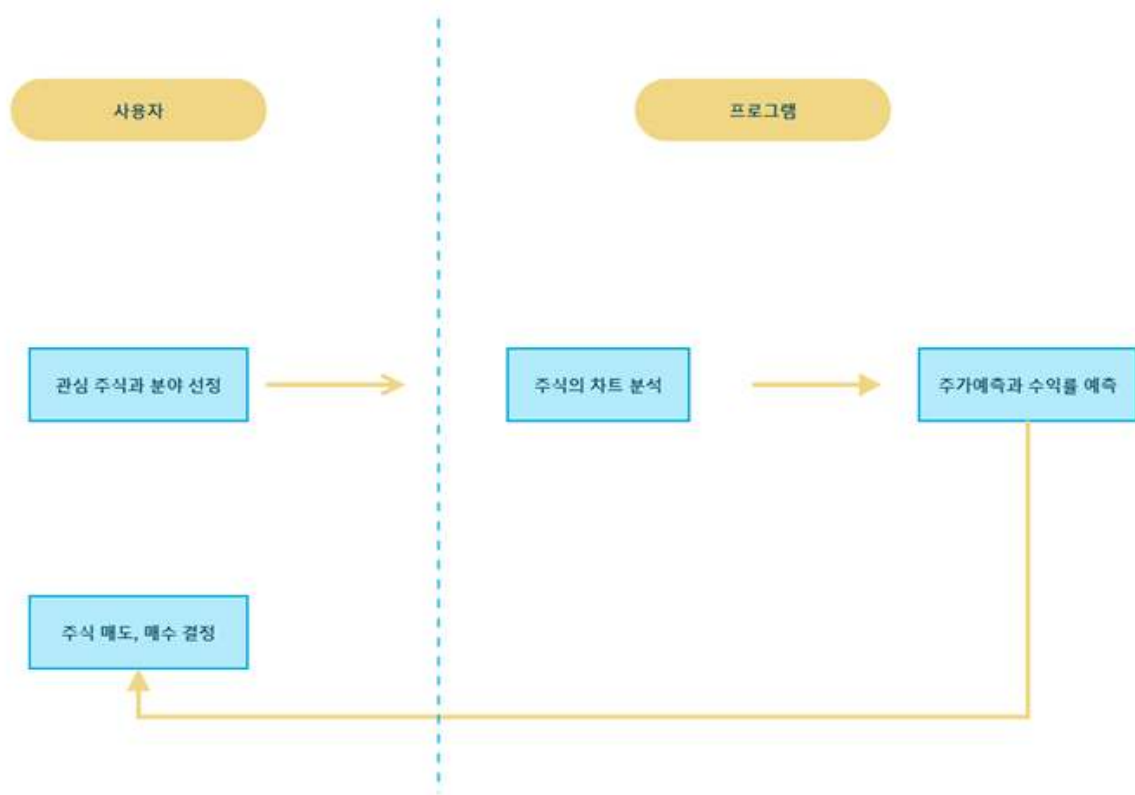 사용자
프로그램
관심 주식과 분야 선정
주식의 차트 분석
주가예측과 수익률 예측
주식 매도, 매수 결정